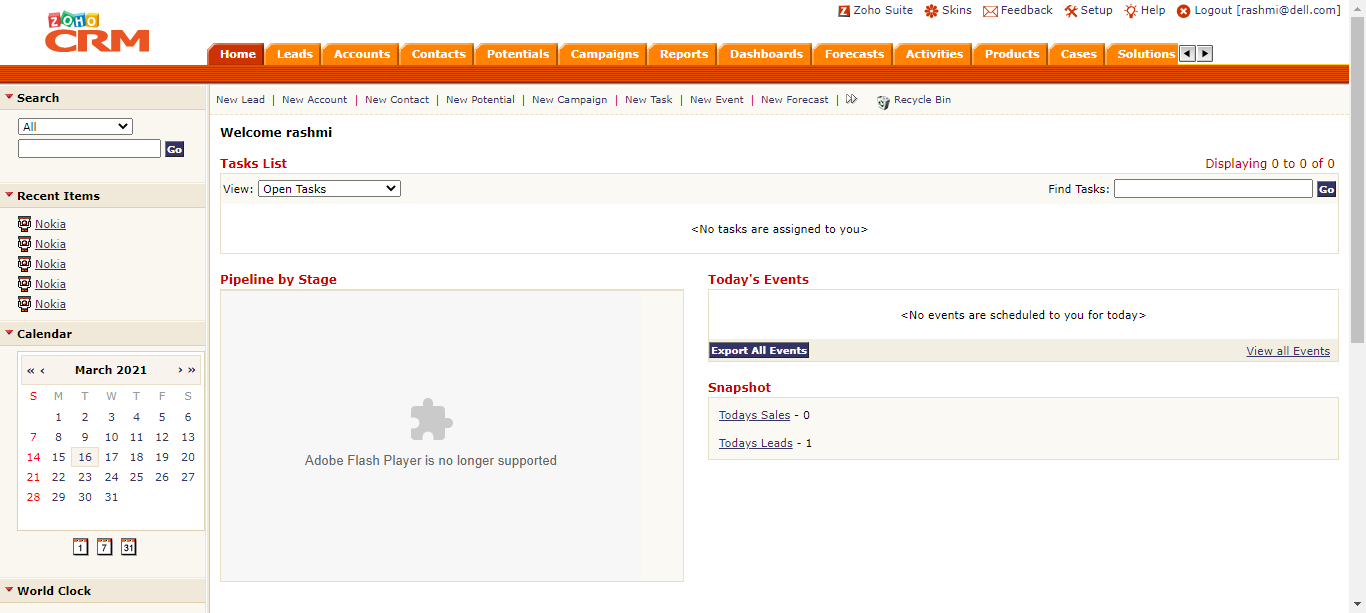 Zoho Suite Skins Feedback Setup Help Logout [rashmi@dell.com]
ZOHO
CRM
Home Leads Accounts Contacts Potentials Campaigns Reports Dashboards Forecasts Activities Products Cases Solutions
Search
All
Go
Recent Items
Nokia
Nokia
Nokia
Nokia
Nokia
Calendar
« ‹ March 2021 › »
S M T W T F S
1 2 3 4 5 6
7 8 9 10 11 12 13
14 15 16 17 18 19 20
21 22 23 24 25 26 27
28 29 30 31
1 7 31
World Clock
New Lead | New Account | New Contact | New Potential | New Campaign | New Task | New Event | New Forecast | Recycle Bin
Welcome rashmi
Tasks List Displaying 0 to 0 of 0
View: Open Tasks Find Tasks: Go
<No tasks are assigned to you>
Pipeline by Stage
Adobe Flash Player is no longer supported
Today's Events
<No events are scheduled to you for today>
Export All Events View all Events
Snapshot
Todays Sales - 0
Todays Leads - 1